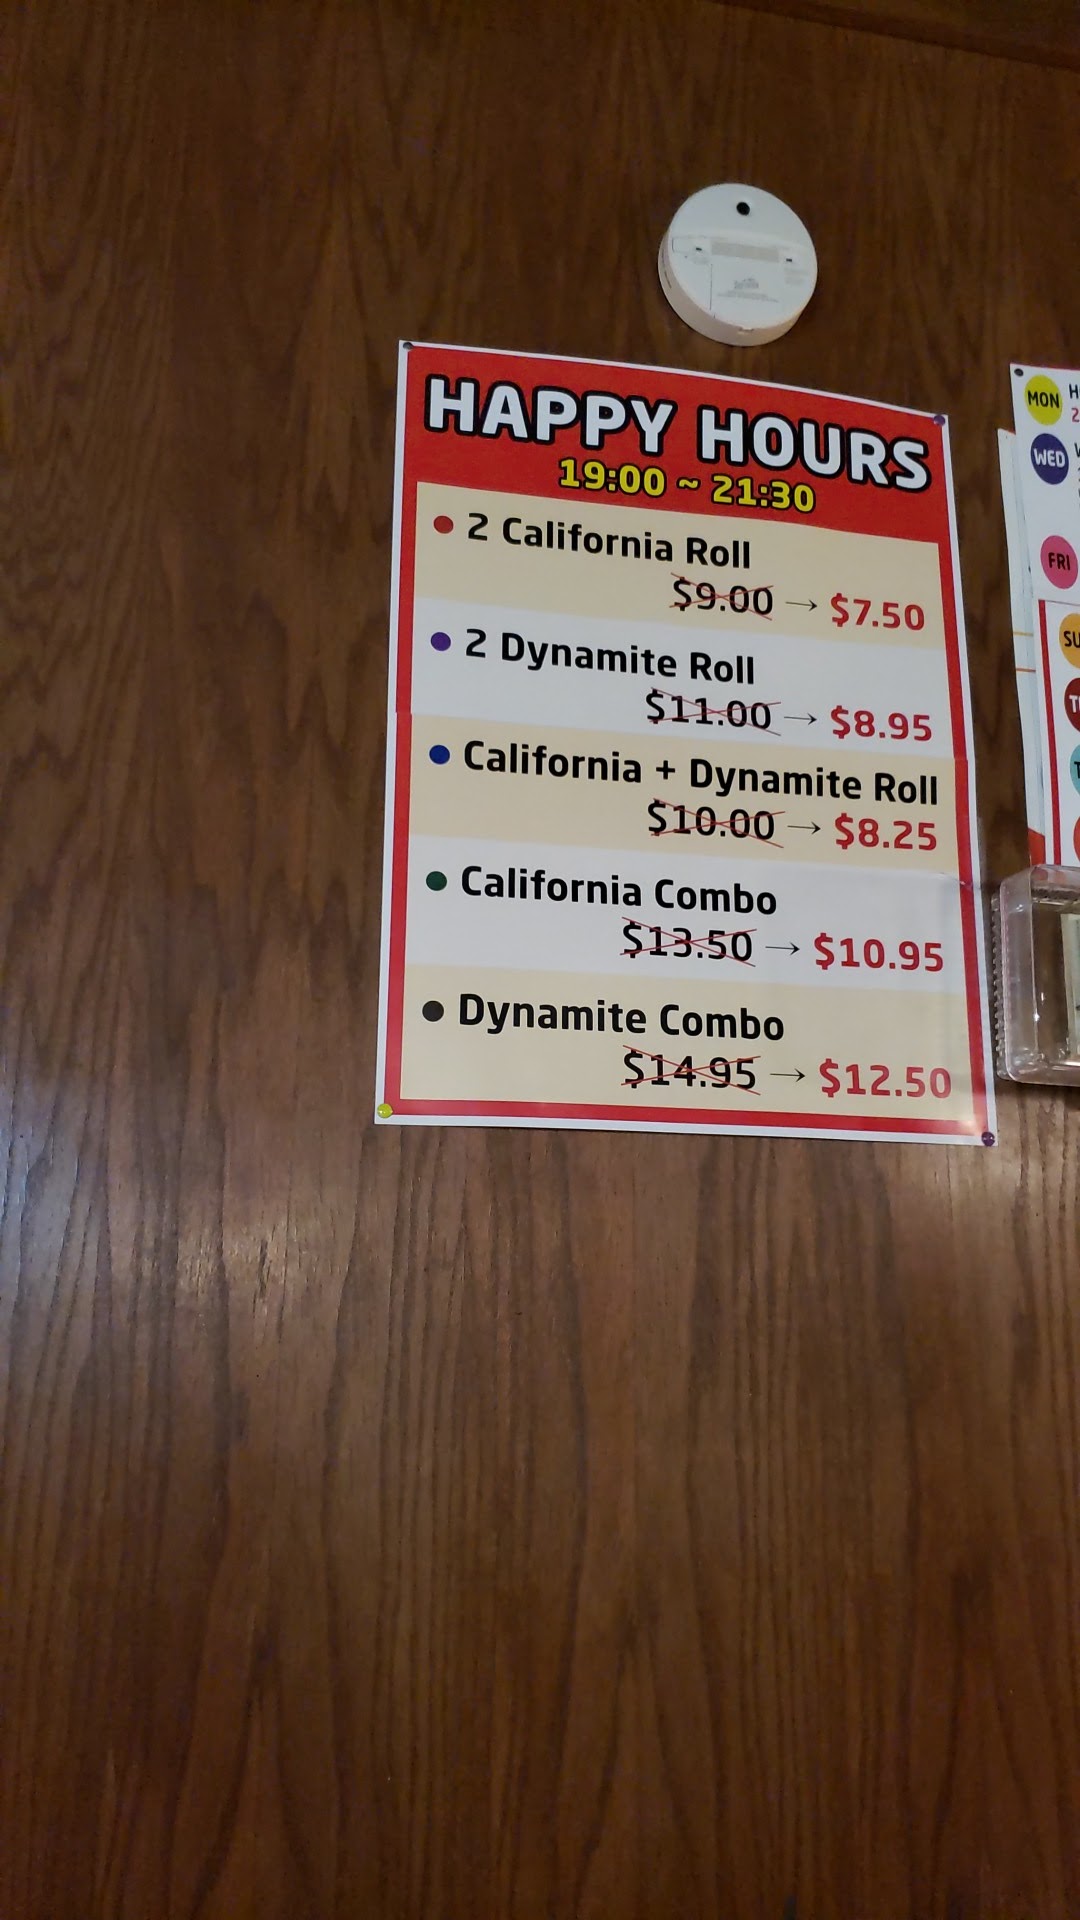 HAPPY HOURS
19:00 ~ 21:30
• 2 California Roll
$9.00 → $7.50
• 2 Dynamite Roll
$11.00 → $8.95
• California + Dynamite Roll
$10.00 → $8.25
• California Combo
$13.50 → $10.95
• Dynamite Combo
$14.95 → $12.50
MON
WED
FRI